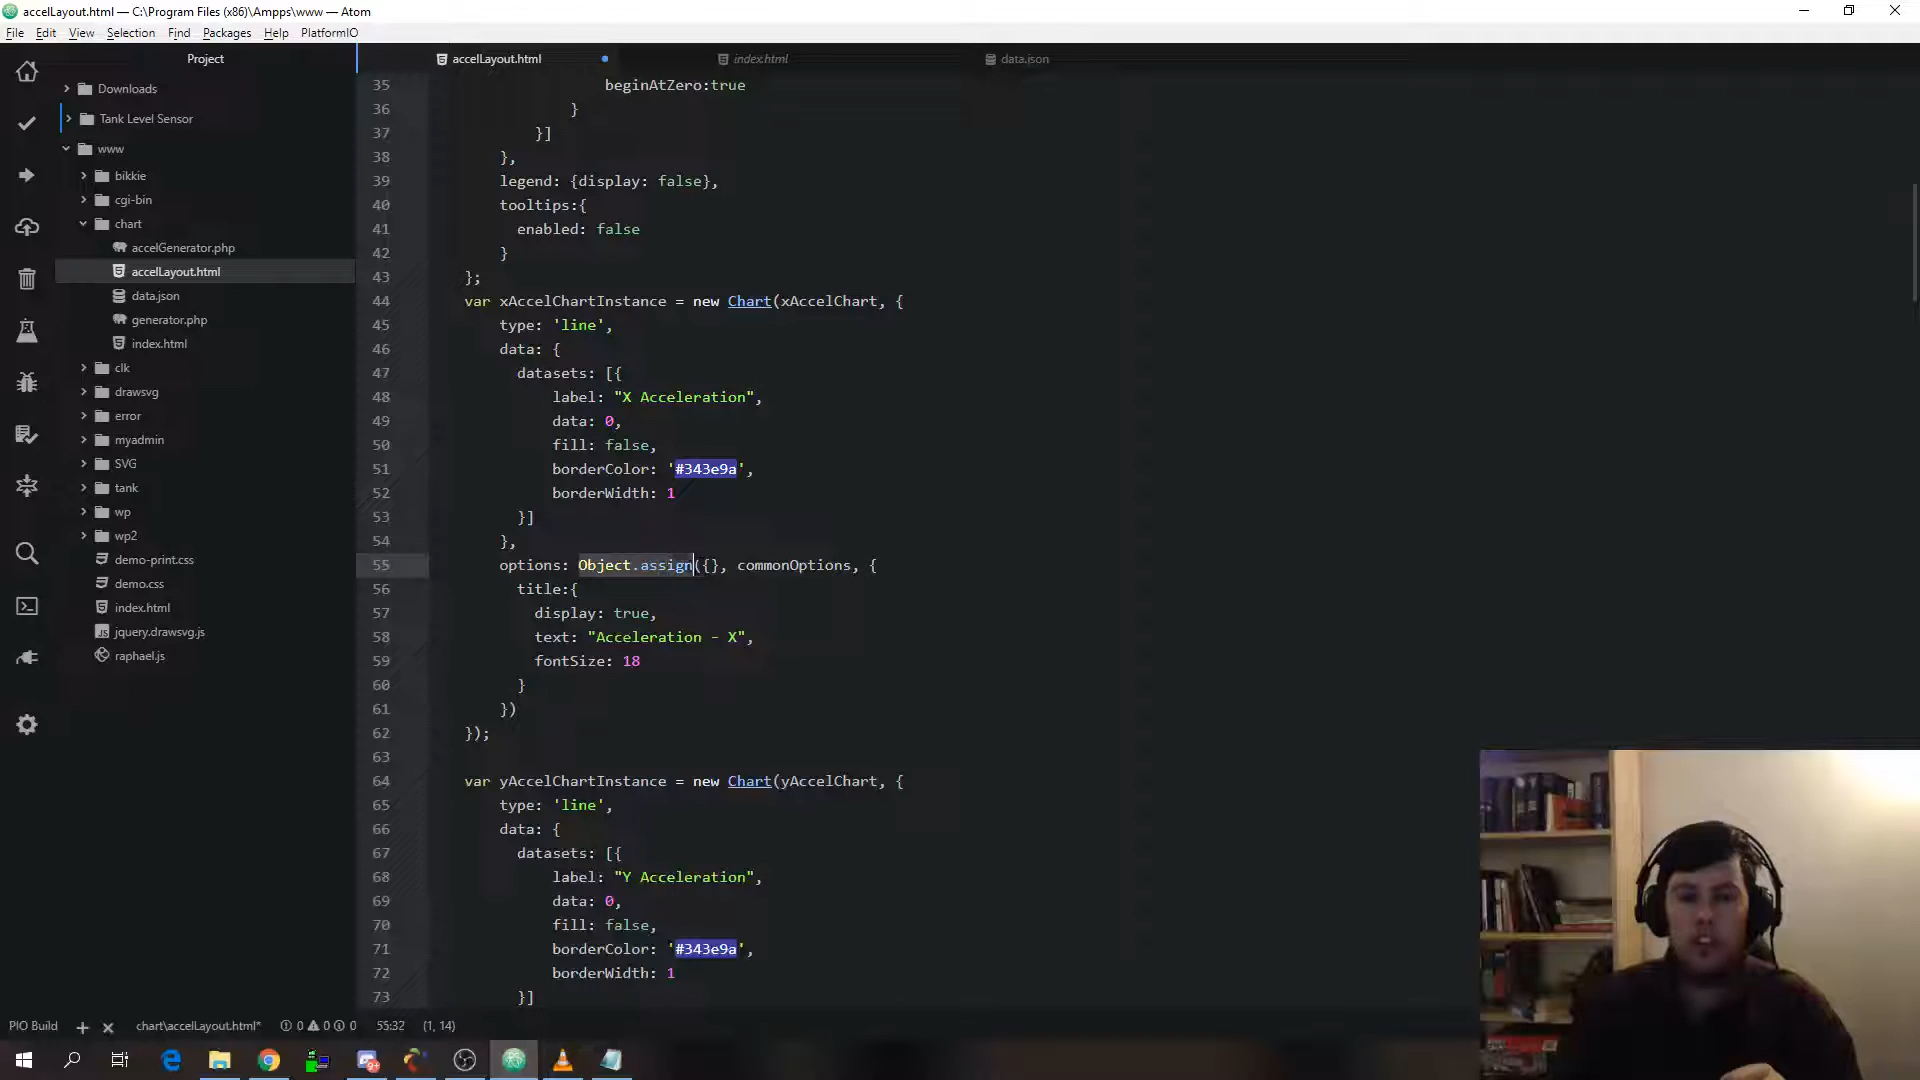 accelLayout.html — C:\Program Files (x86)\Ampps\www — Atom
File Edit View Selection Find Packages Help PlatformIO
Project
accelLayout.html
index.html
data.json
Downloads
Tank Level Sensor
www
bikkie
cgi-bin
chart
accelGenerator.php
accelLayout.html
data.json
generator.php
index.html
clk
drawsvg
error
myadmin
SVG
tank
wp
wp2
demo-print.css
demo.css
index.html
jquery.drawsvg.js
raphael.js
35 beginAtZero:true
36 }
37 }]
38 },
39 legend: {display: false},
40 tooltips:{
41 enabled: false
42 }
43 };
44 var xAccelChartInstance = new Chart(xAccelChart, {
45 type: 'line',
46 data: {
47 datasets: [{
48 label: "X Acceleration",
49 data: 0,
50 fill: false,
51 borderColor: '#343e9a',
52 borderWidth: 1
53 }]
54 },
55 options: Object.assign({}, commonOptions, {
56 title:{
57 display: true,
58 text: "Acceleration - X",
59 fontSize: 18
60 }
61 })
62 });
63
64 var yAccelChartInstance = new Chart(yAccelChart, {
65 type: 'line',
66 data: {
67 datasets: [{
68 label: "Y Acceleration",
69 data: 0,
70 fill: false,
71 borderColor: '#343e9a',
72 borderWidth: 1
73 }]
PIO Build + × chart\accelLayout.html* 0 0 0 55:32 (1, 14)